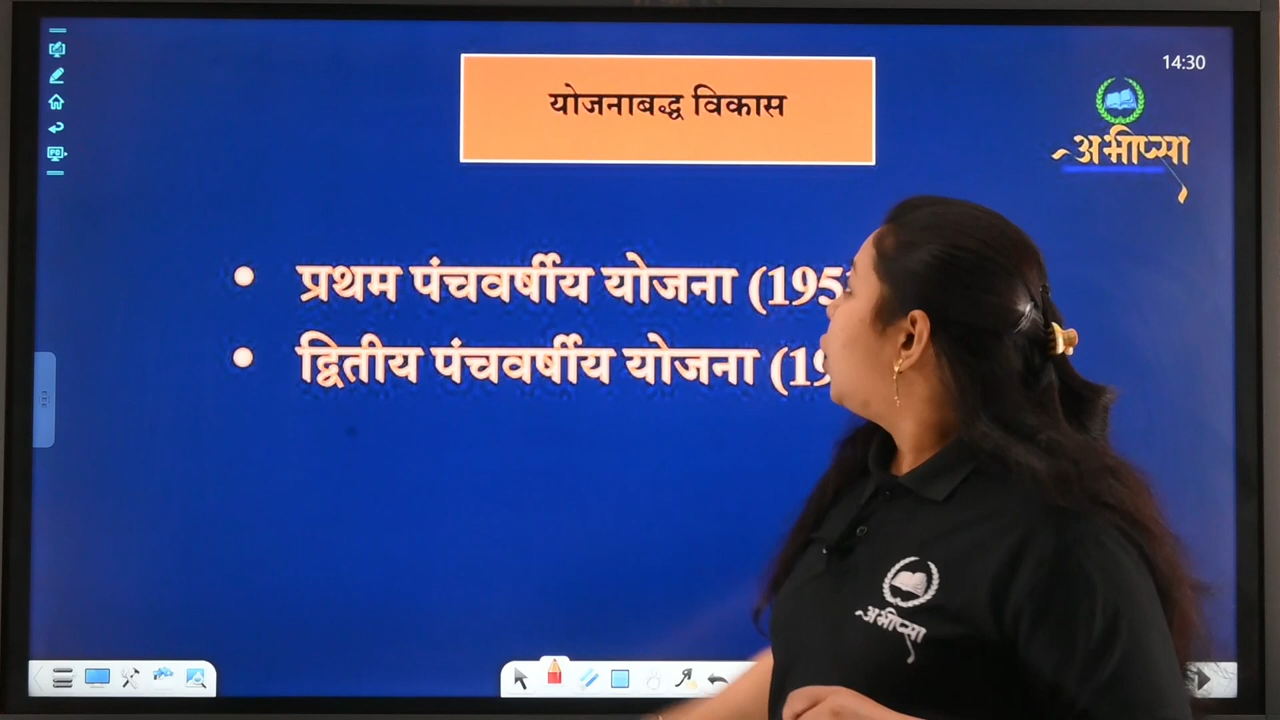 योजनाबद्ध विकास
14:30
अभीप्सा
• प्रथम पंचवर्षीय योजना (195
• द्वितीय पंचवर्षीय योजना (19
अभीप्सा